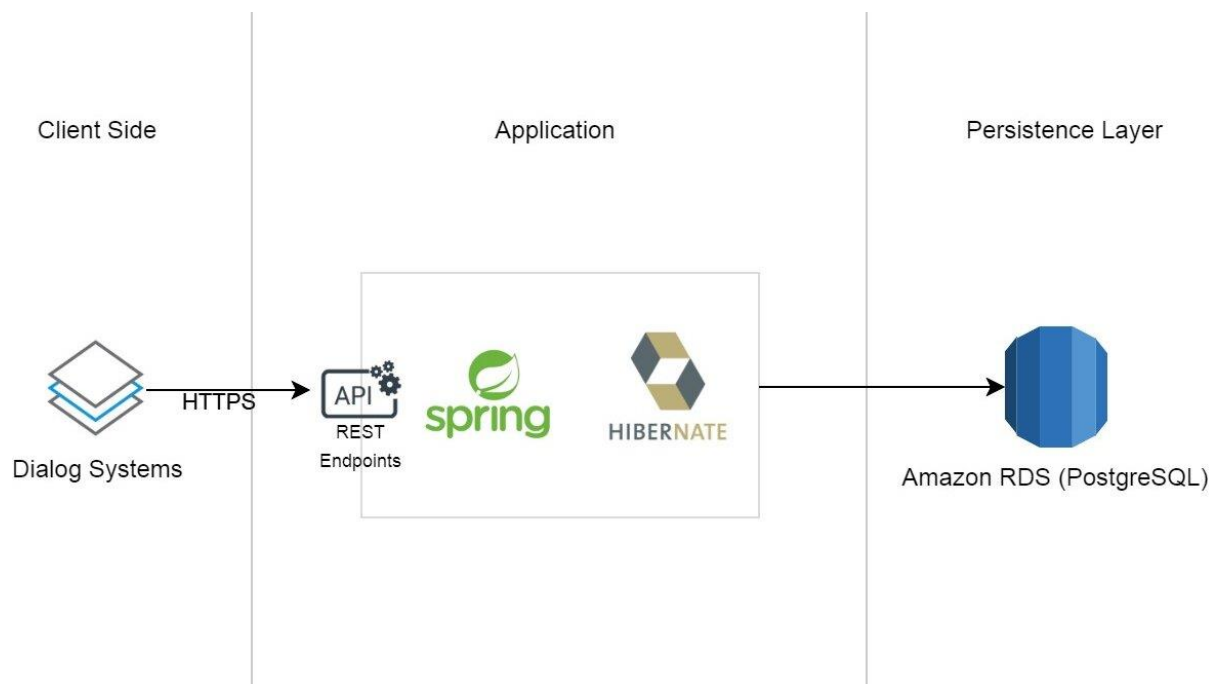 Client Side
Application
Persistence Layer
API
REST
Endpoints
spring
HIBERNATE
HTTPS
Dialog Systems
Amazon RDS (PostgreSQL)